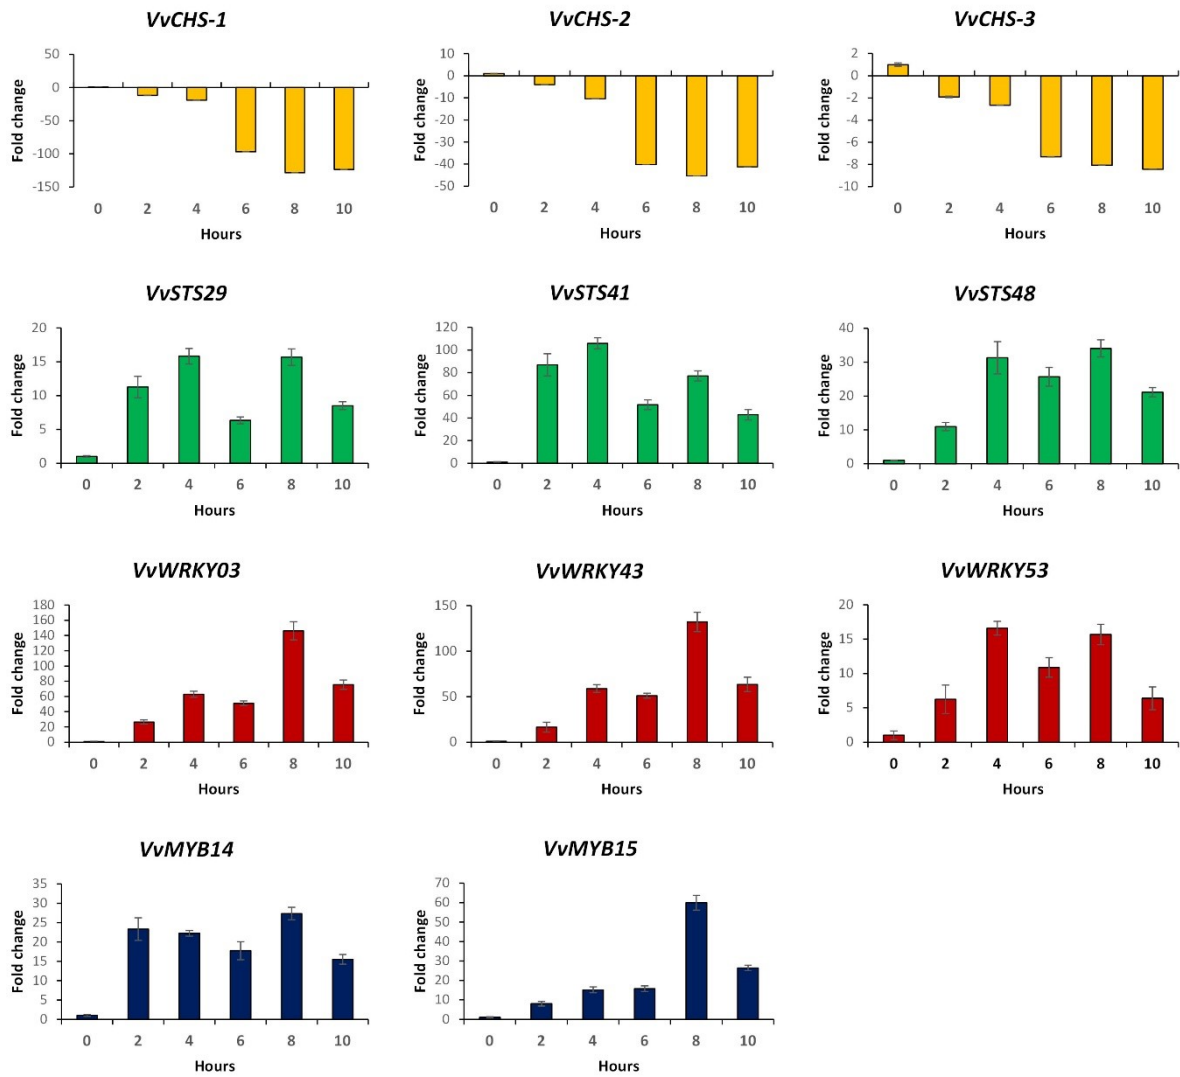 VvCHS-1
Fold change
50
0
-50
-100
-150
0 2 4 6 8 10
Hours
VvCHS-2
Fold change
10
0
-10
-20
-30
-40
-50
0 2 4 6 8 10
Hours
VvCHS-3
Fold change
2
0
-2
-4
-6
-8
-10
0 2 4 6 8 10
Hours
VvSTS29
Fold change
20
15
10
5
0
0 2 4 6 8 10
Hours
VvSTS41
Fold change
120
100
80
60
40
20
0
0 2 4 6 8 10
Hours
VvSTS48
Fold change
40
30
20
10
0
0 2 4 6 8 10
Hours
VvWRKY03
Fold change
180
160
140
120
100
80
60
40
20
0
0 2 4 6 8 10
Hours
VvWRKY43
Fold change
150
100
50
0
0 2 4 6 8 10
Hours
VvWRKY53
Fold change
20
15
10
5
0
0 2 4 6 8 10
Hours
VvMYB14
Fold change
35
30
25
20
15
10
5
0
0 2 4 6 8 10
Hours
VvMYB15
Fold change
70
60
50
40
30
20
10
0
0 2 4 6 8 10
Hours